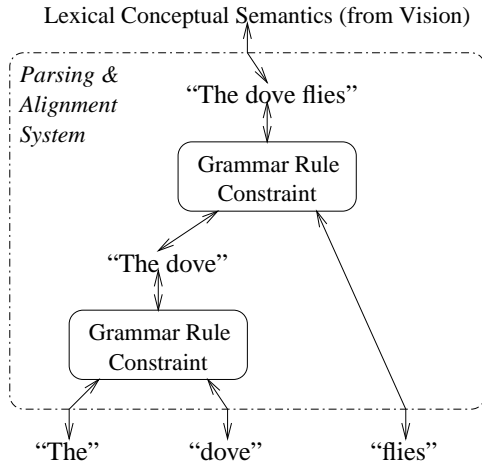 Lexical Conceptual Semantics (from Vision)
Parsing &
Alignment
System
“The dove flies”
Grammar Rule
Constraint
“The dove”
Grammar Rule
Constraint
“The” “dove” “flies”